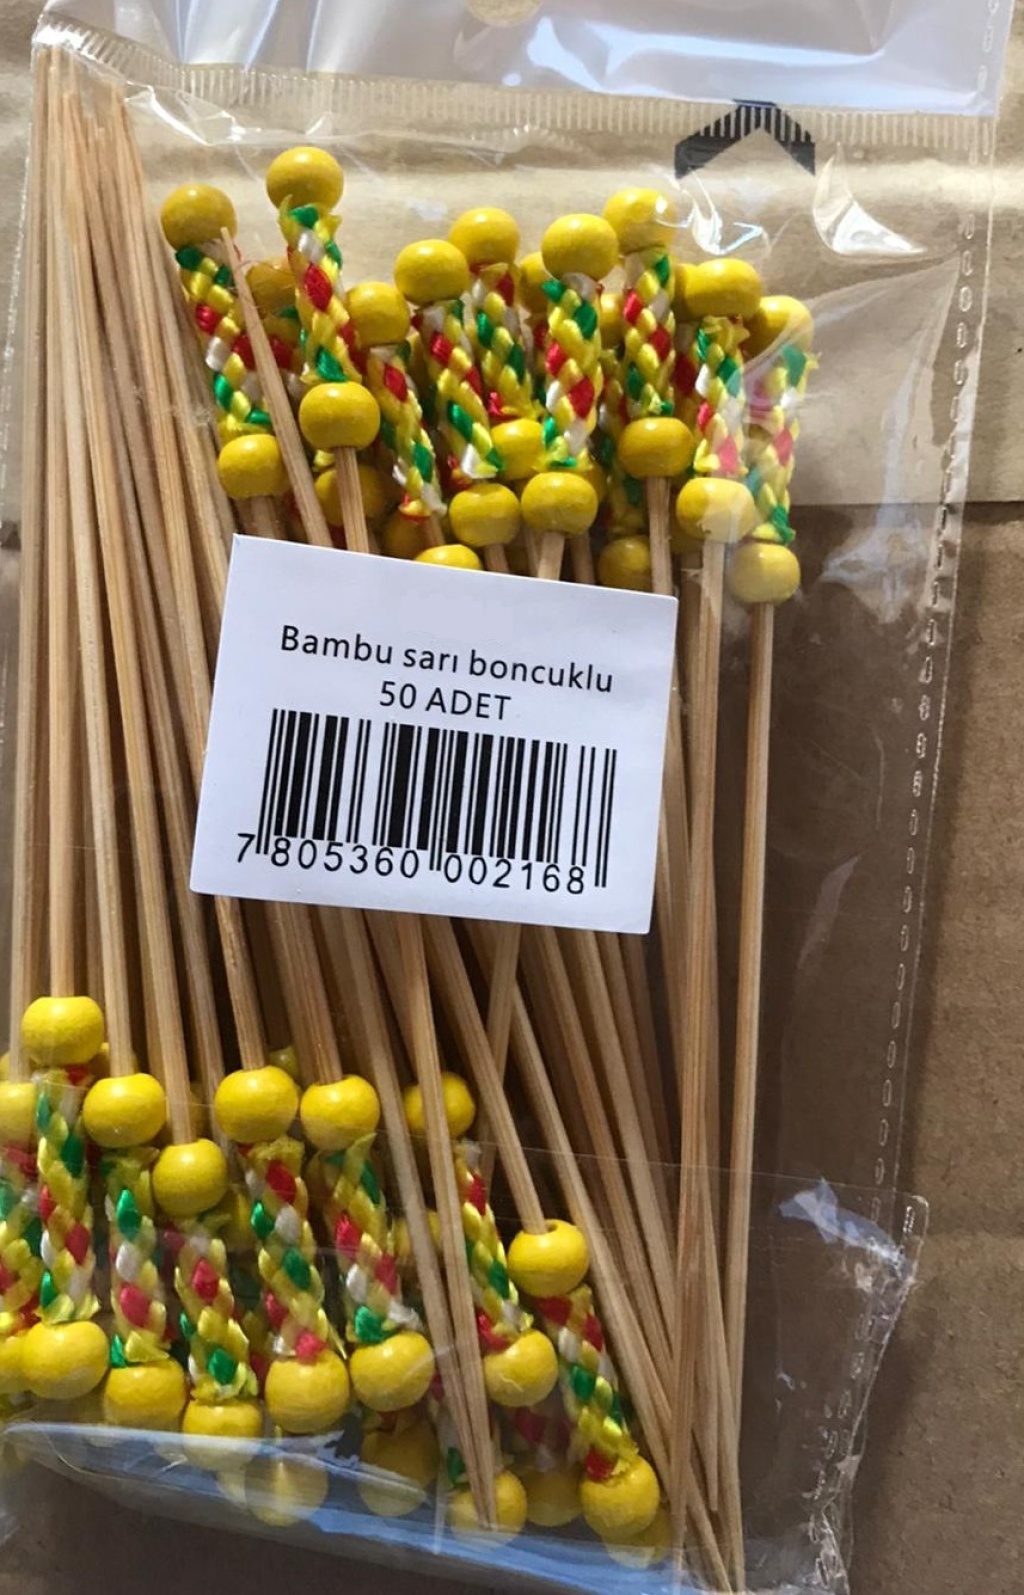 Bambu sarı boncuklu
50 ADET
7 805360 002168